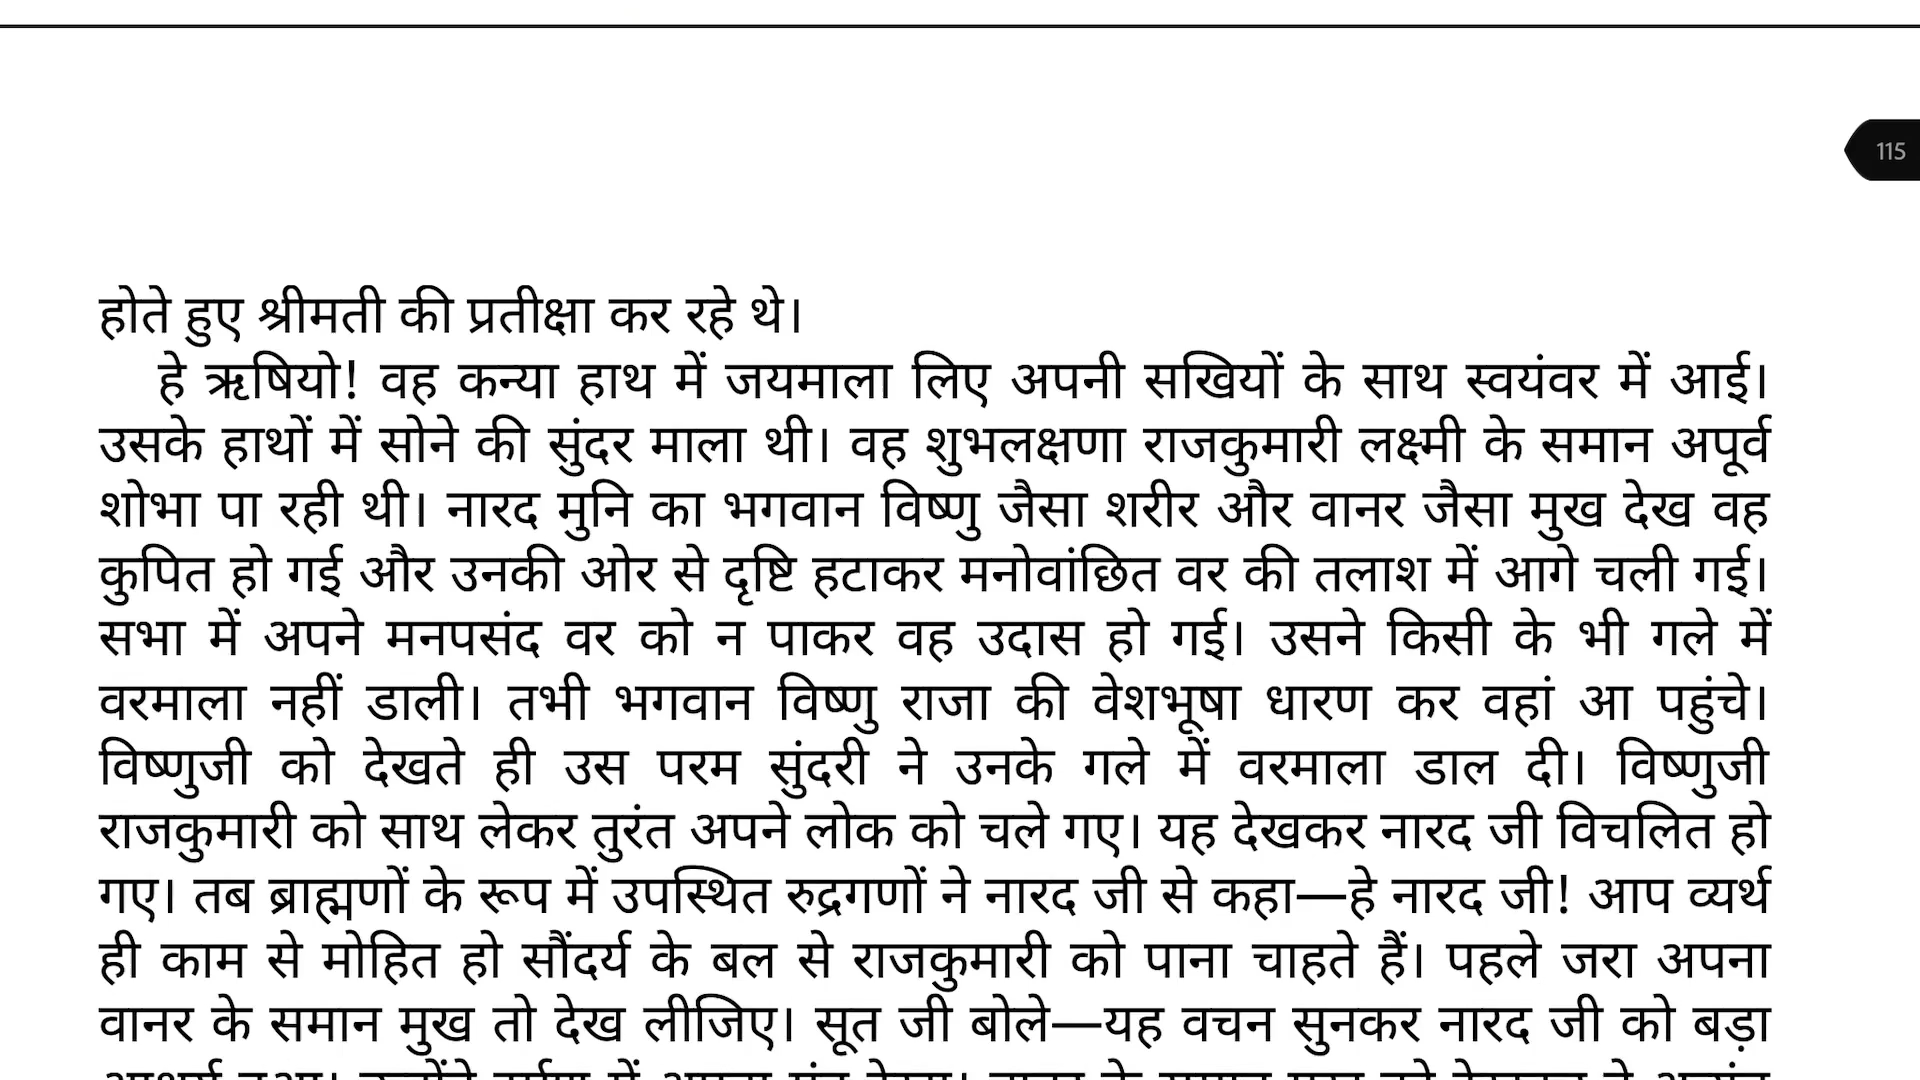 115
होते हुए श्रीमती की प्रतीक्षा कर रहे थे।
हे ऋषियो! वह कन्या हाथ में जयमाला लिए अपनी सखियों के साथ स्वयंवर में आई।
उसके हाथों में सोने की सुंदर माला थी। वह शुभलक्षणा राजकुमारी लक्ष्मी के समान अपूर्व
शोभा पा रही थी। नारद मुनि का भगवान विष्णु जैसा शरीर और वानर जैसा मुख देख वह
कुपित हो गई और उनकी ओर से दृष्टि हटाकर मनोवांछित वर की तलाश में आगे चली गई।
सभा में अपने मनपसंद वर को न पाकर वह उदास हो गई। उसने किसी के भी गले में
वरमाला नहीं डाली। तभी भगवान विष्णु राजा की वेशभूषा धारण कर वहां आ पहुंचे।
विष्णुजी को देखते ही उस परम सुंदरी ने उनके गले में वरमाला डाल दी। विष्णुजी
राजकुमारी को साथ लेकर तुरंत अपने लोक को चले गए। यह देखकर नारद जी विचलित हो
गए। तब ब्राह्मणों के रूप में उपस्थित रुद्रगणों ने नारद जी से कहा—हे नारद जी! आप व्यर्थ
ही काम से मोहित हो सौंदर्य के बल से राजकुमारी को पाना चाहते हैं। पहले जरा अपना
वानर के समान मुख तो देख लीजिए। सूत जी बोले—यह वचन सुनकर नारद जी को बड़ा